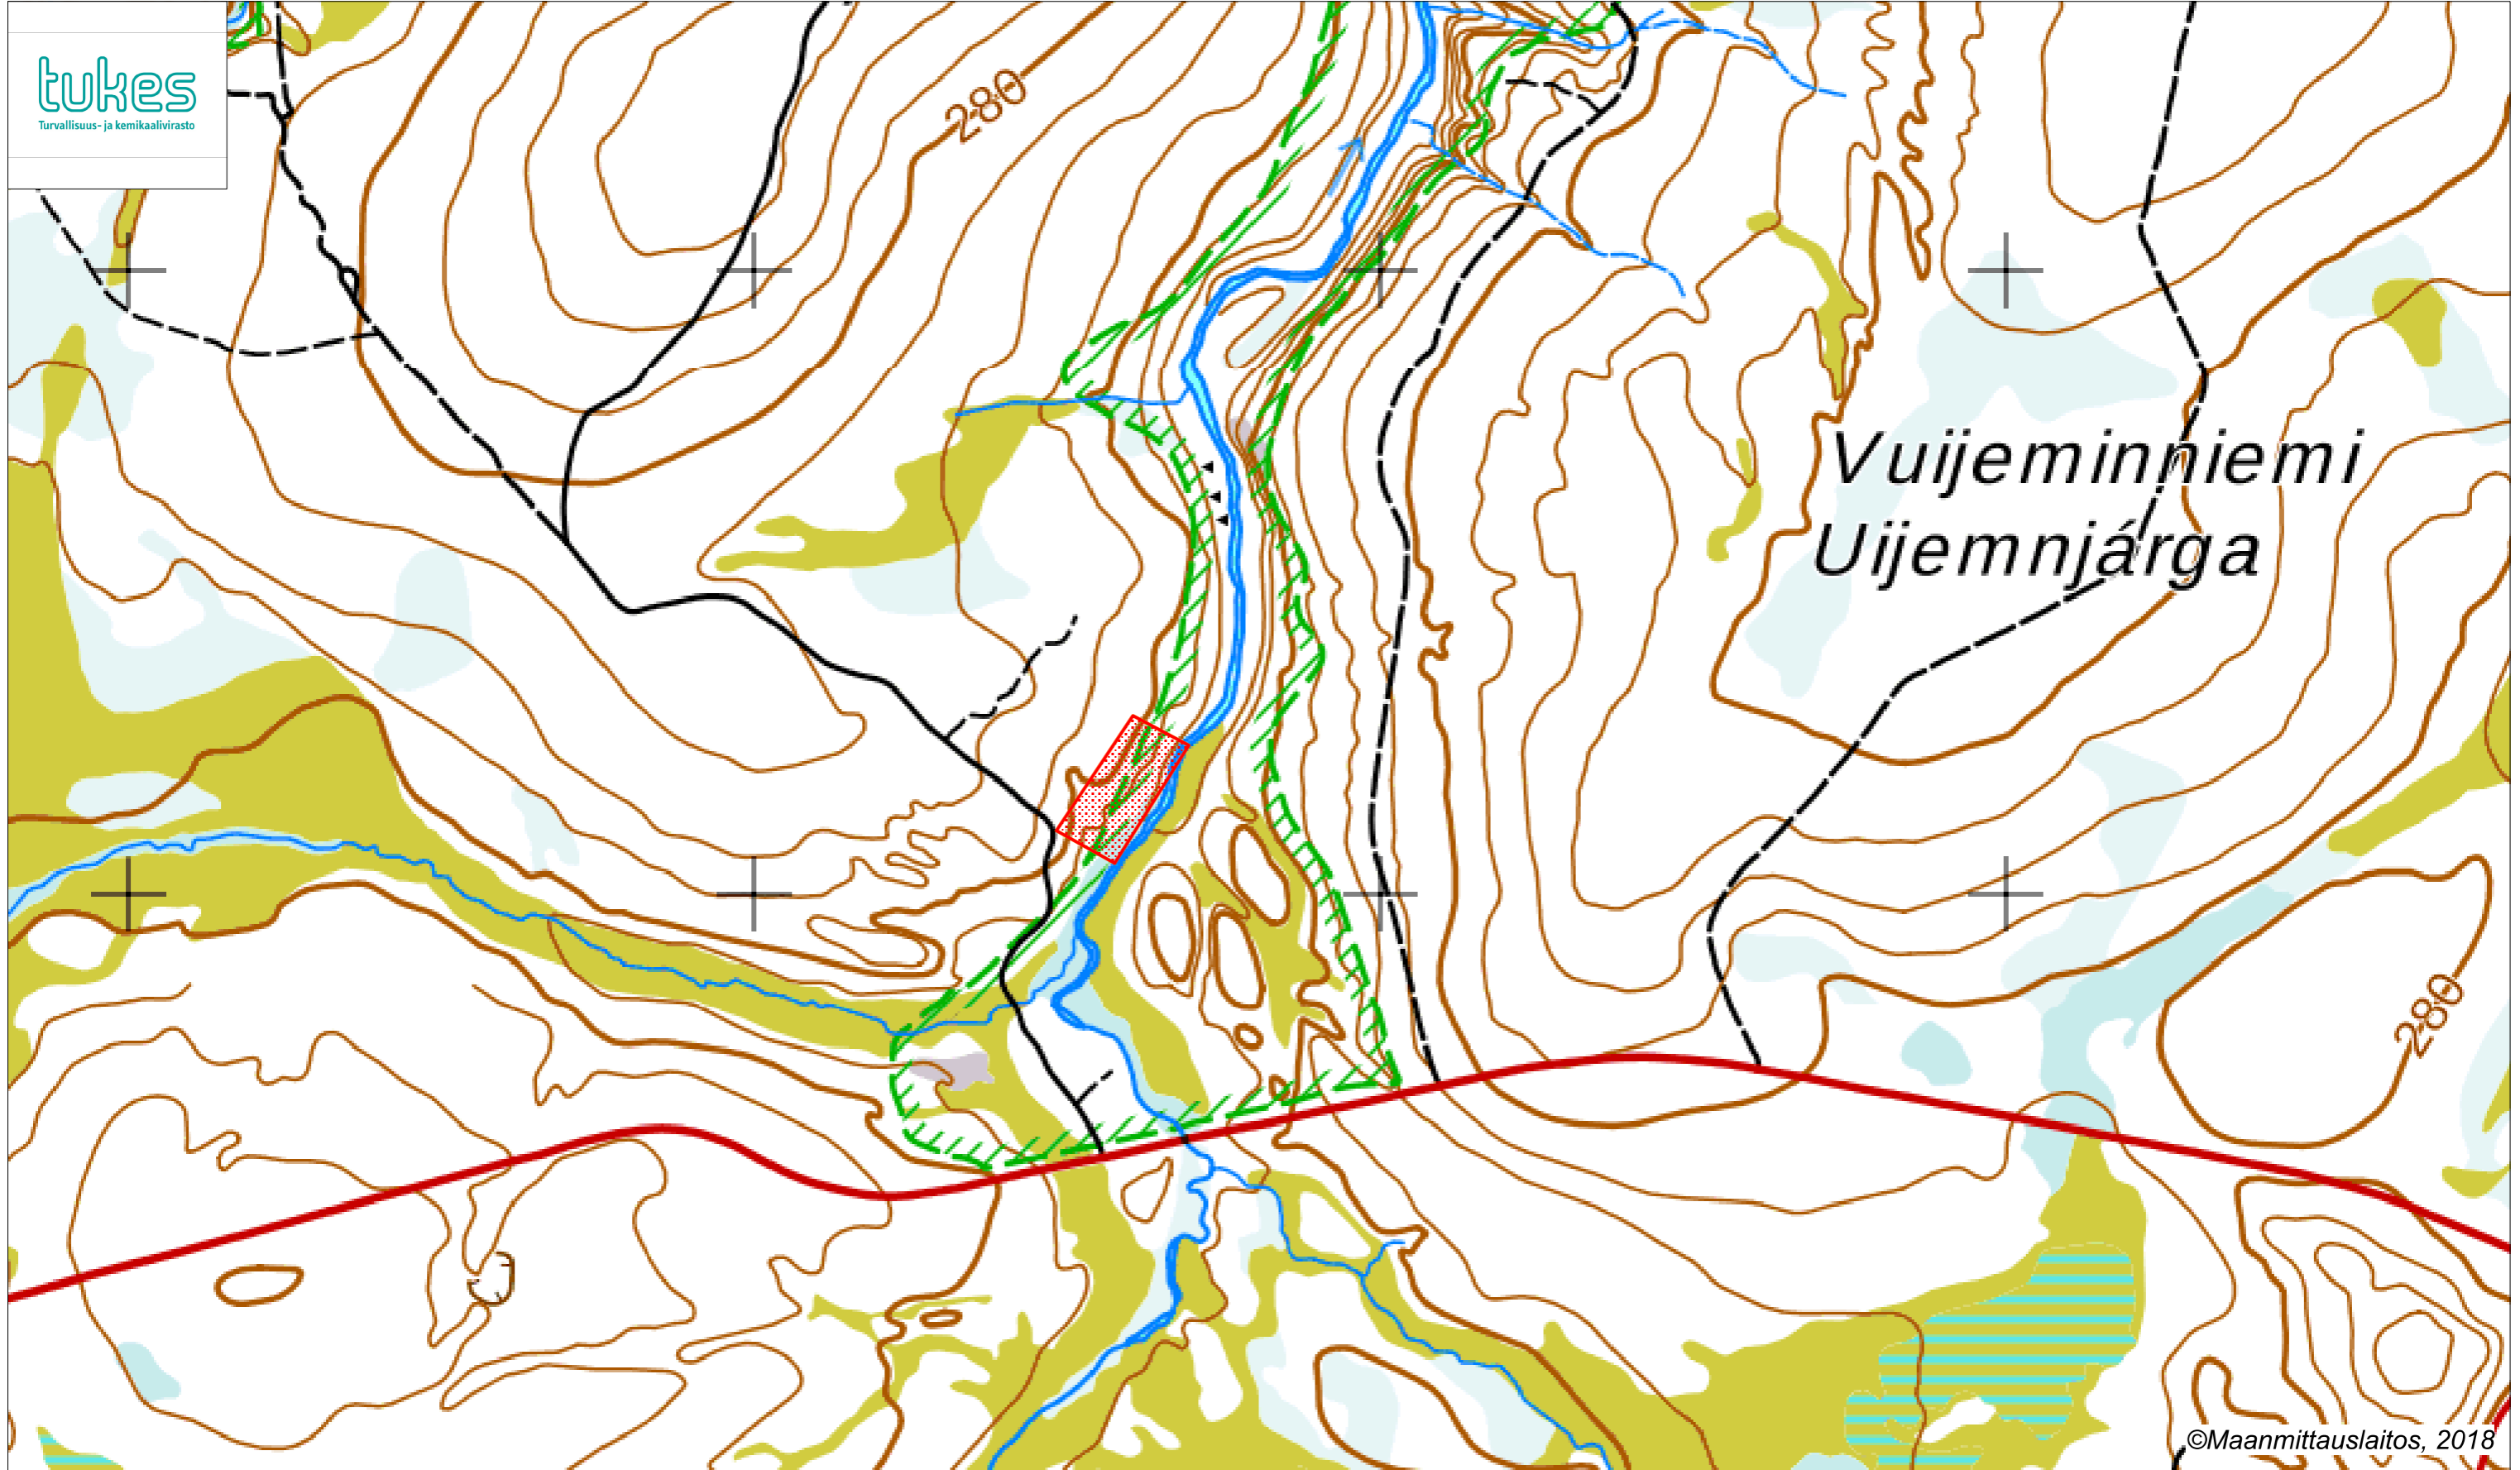 tukes
Turvallisuus- ja kemikaalivirasto
280
Vuijeminniemi
Uijemnjárga
280
©Maanmittauslaitos, 2018